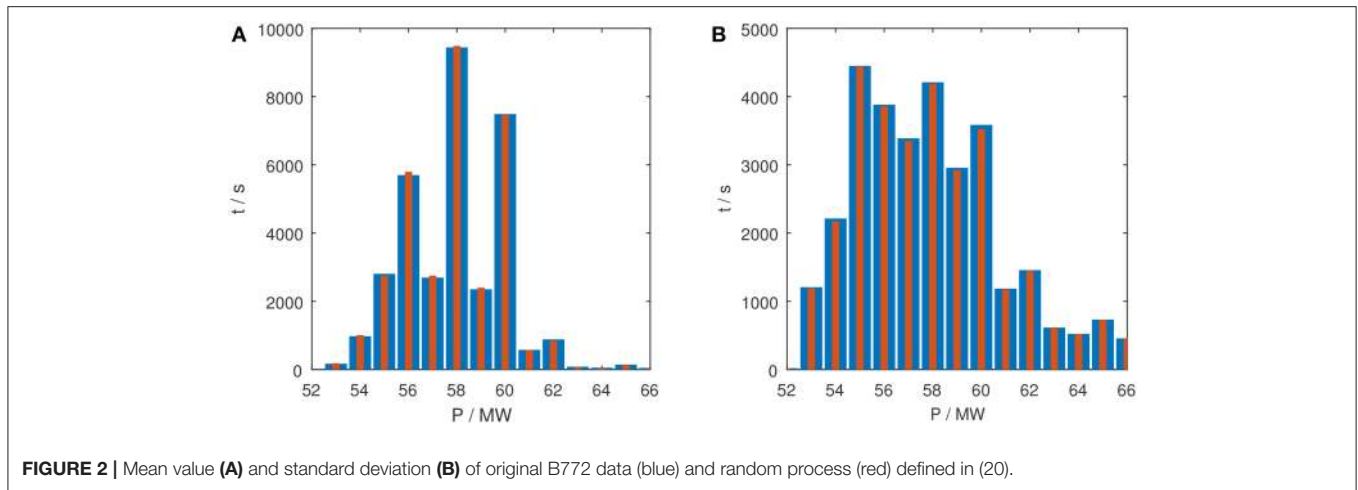 A
10000
8000
6000
4000
2000
0
t / s
52 54 56 58 60 62 64 66
P / MW
B
5000
4000
3000
2000
1000
0
t / s
52 54 56 58 60 62 64 66
P / MW
FIGURE 2 | Mean value (A) and standard deviation (B) of original B772 data (blue) and random process (red) defined in (20).